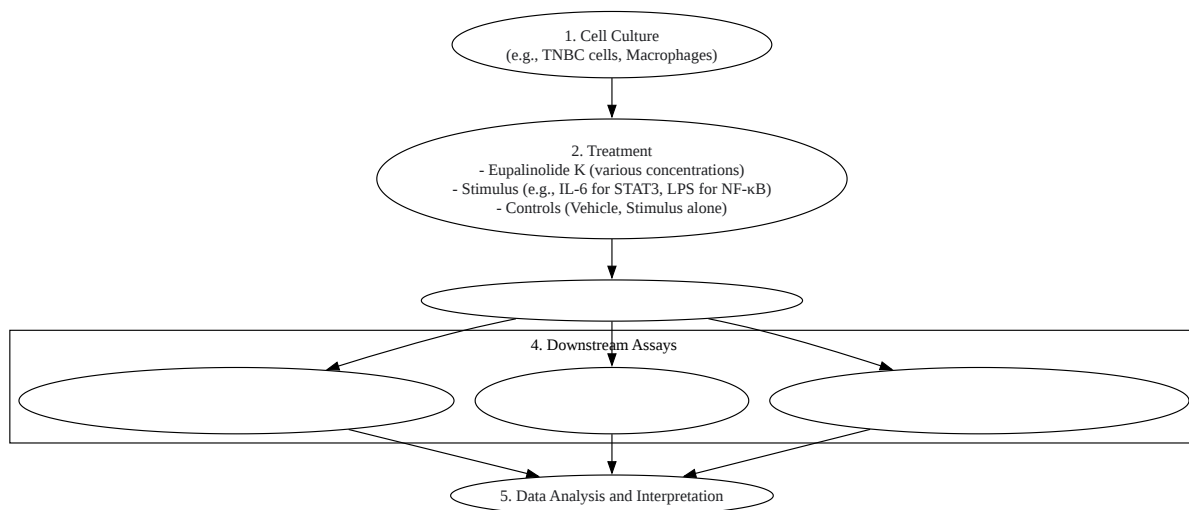 1. Cell Culture
(e.g., TNBC cells, Macrophages)
2. Treatment
- Eupalinolide K (various concentrations)
- Stimulus (e.g., IL-6 for STAT3, LPS for NF-κB)
- Controls (Vehicle, Stimulus alone)
4. Downstream Assays
5. Data Analysis and Interpretation